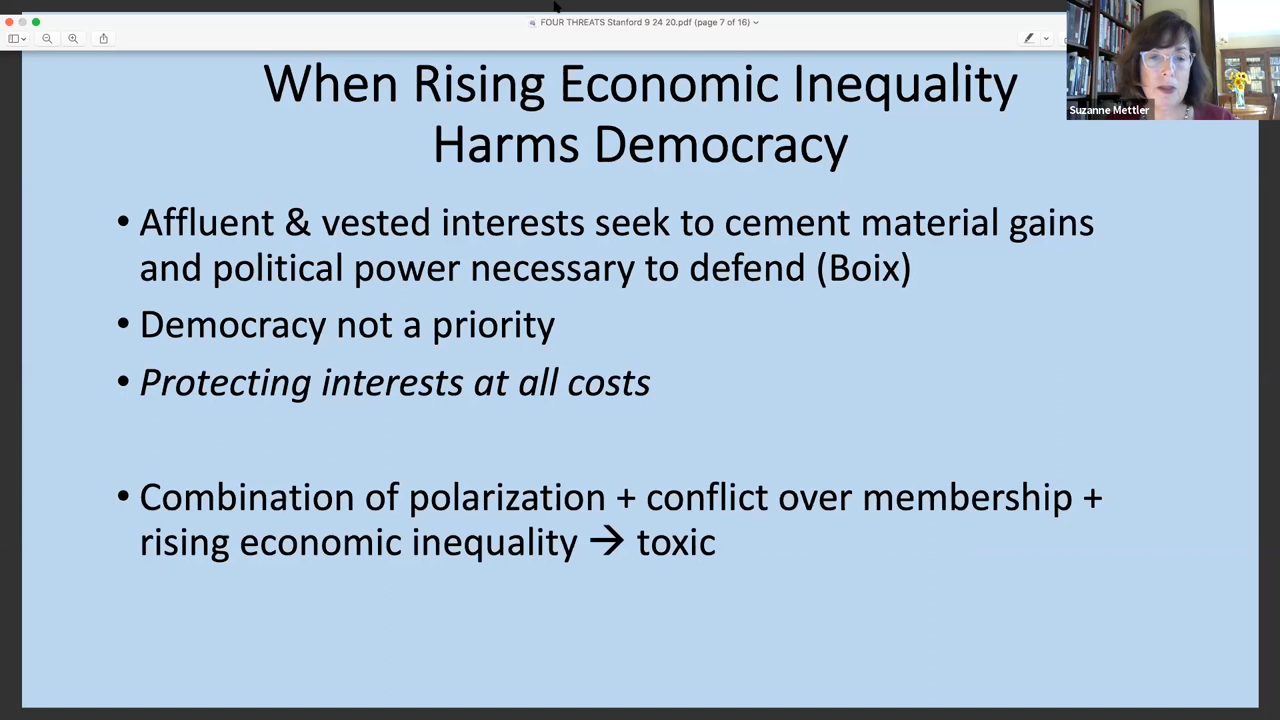 FOUR THREATS Stanford 9 24 20.pdf (page 7 of 16)
Suzanne Mettler
When Rising Economic Inequality
Harms Democracy
• Affluent & vested interests seek to cement material gains
and political power necessary to defend (Boix)
• Democracy not a priority
• Protecting interests at all costs
• Combination of polarization + conflict over membership +
rising economic inequality → toxic